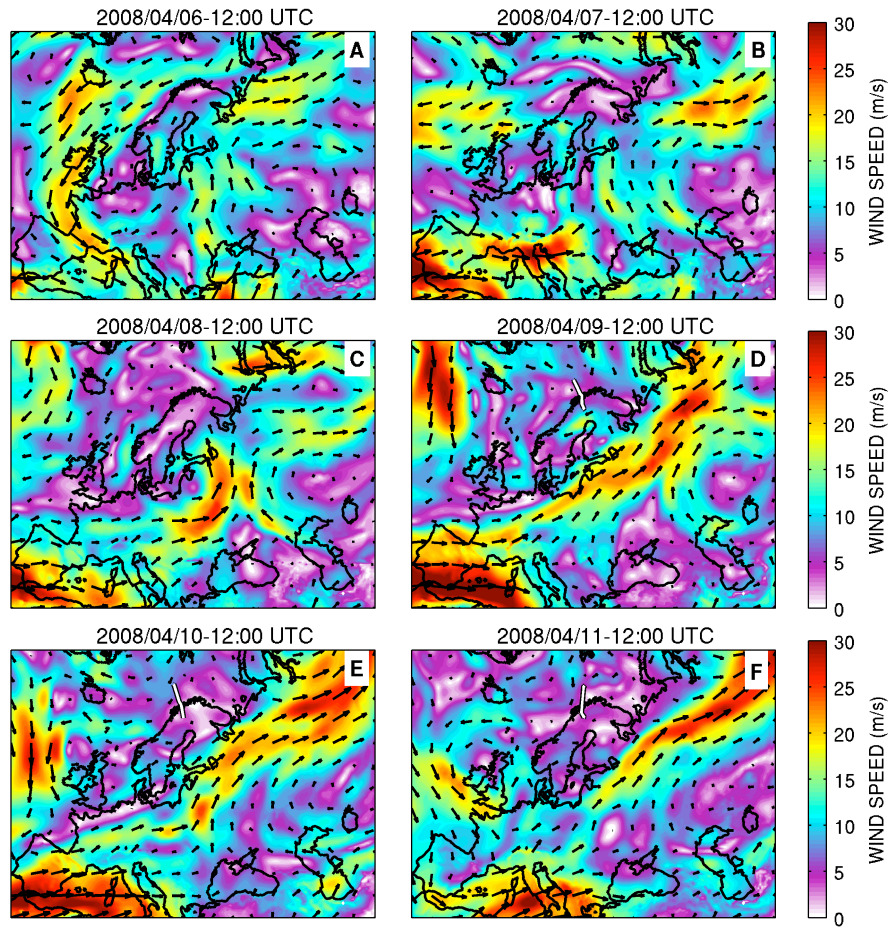 2008/04/06-12:00 UTC
A
2008/04/07-12:00 UTC
B
30
25
20
15
10
5
0
WIND SPEED (m/s)
2008/04/08-12:00 UTC
C
2008/04/09-12:00 UTC
D
30
25
20
15
10
5
0
WIND SPEED (m/s)
2008/04/10-12:00 UTC
E
2008/04/11-12:00 UTC
F
30
25
20
15
10
5
0
WIND SPEED (m/s)